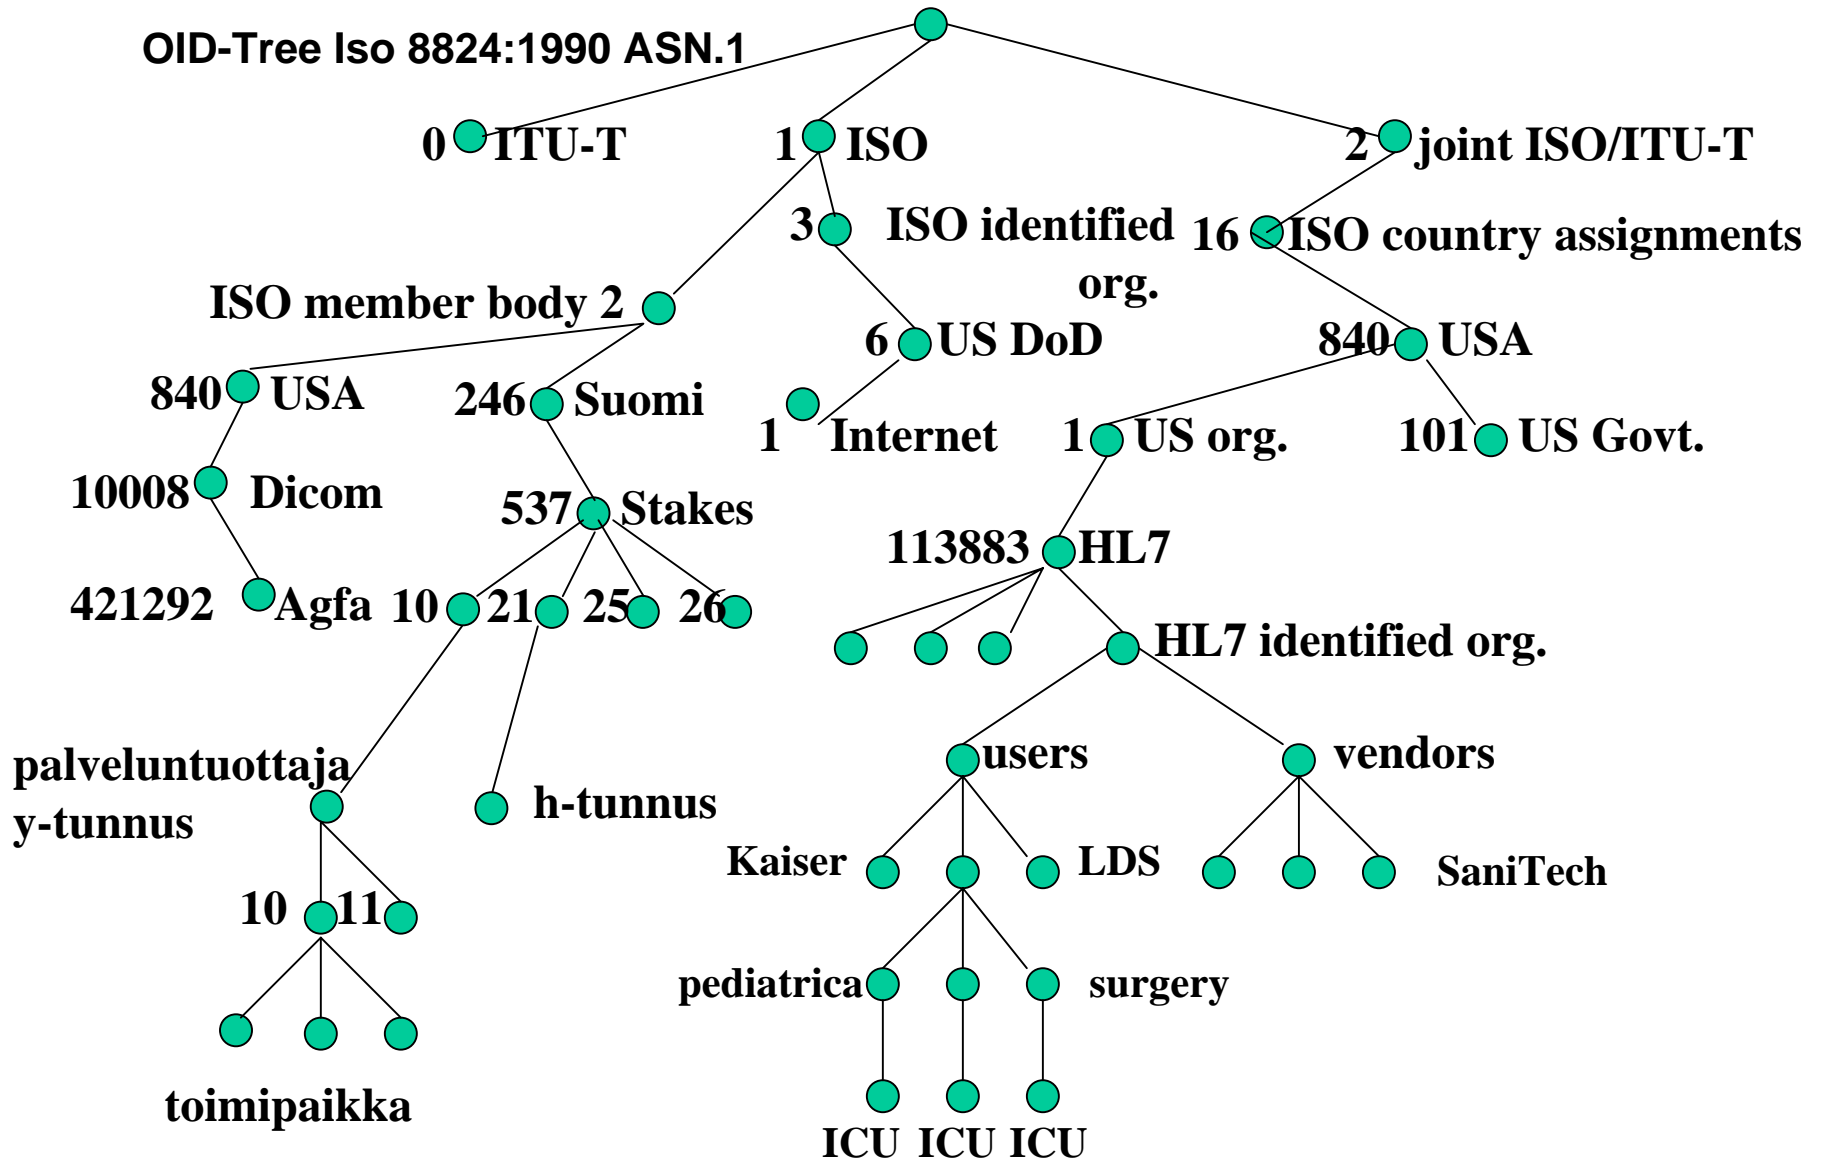 OID-Tree Iso 8824:1990 ASN.1
0 ITU-T
1 ISO
2 joint ISO/ITU-T
3 ISO identified
org.
16 ISO country assignments
ISO member body 2
6 US DoD
840 USA
840 USA
246 Suomi
1 Internet
1 US org.
101 US Govt.
10008 Dicom
537 Stakes
113883 HL7
421292 Agfa
10
21
25
26
HL7 identified org.
palveluntuottaja
y-tunnus
h-tunnus
users
vendors
Kaiser
LDS
SaniTech
10
11
pediatrica
surgery
toimipaikka
ICU ICU ICU